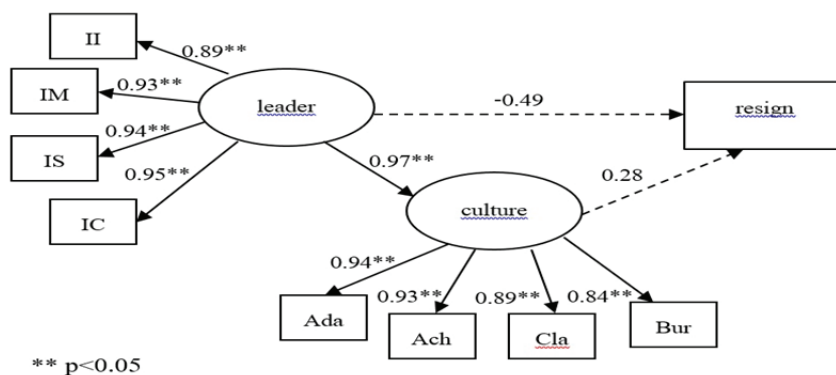 II
0.89**
IM
0.93**
leader
-0.49
resign
0.94**
IS
0.95**
0.97**
0.28
IC
culture
0.94**
0.93**
0.89**
0.84**
Ada
Ach
Cla
Bur
** p<0.05